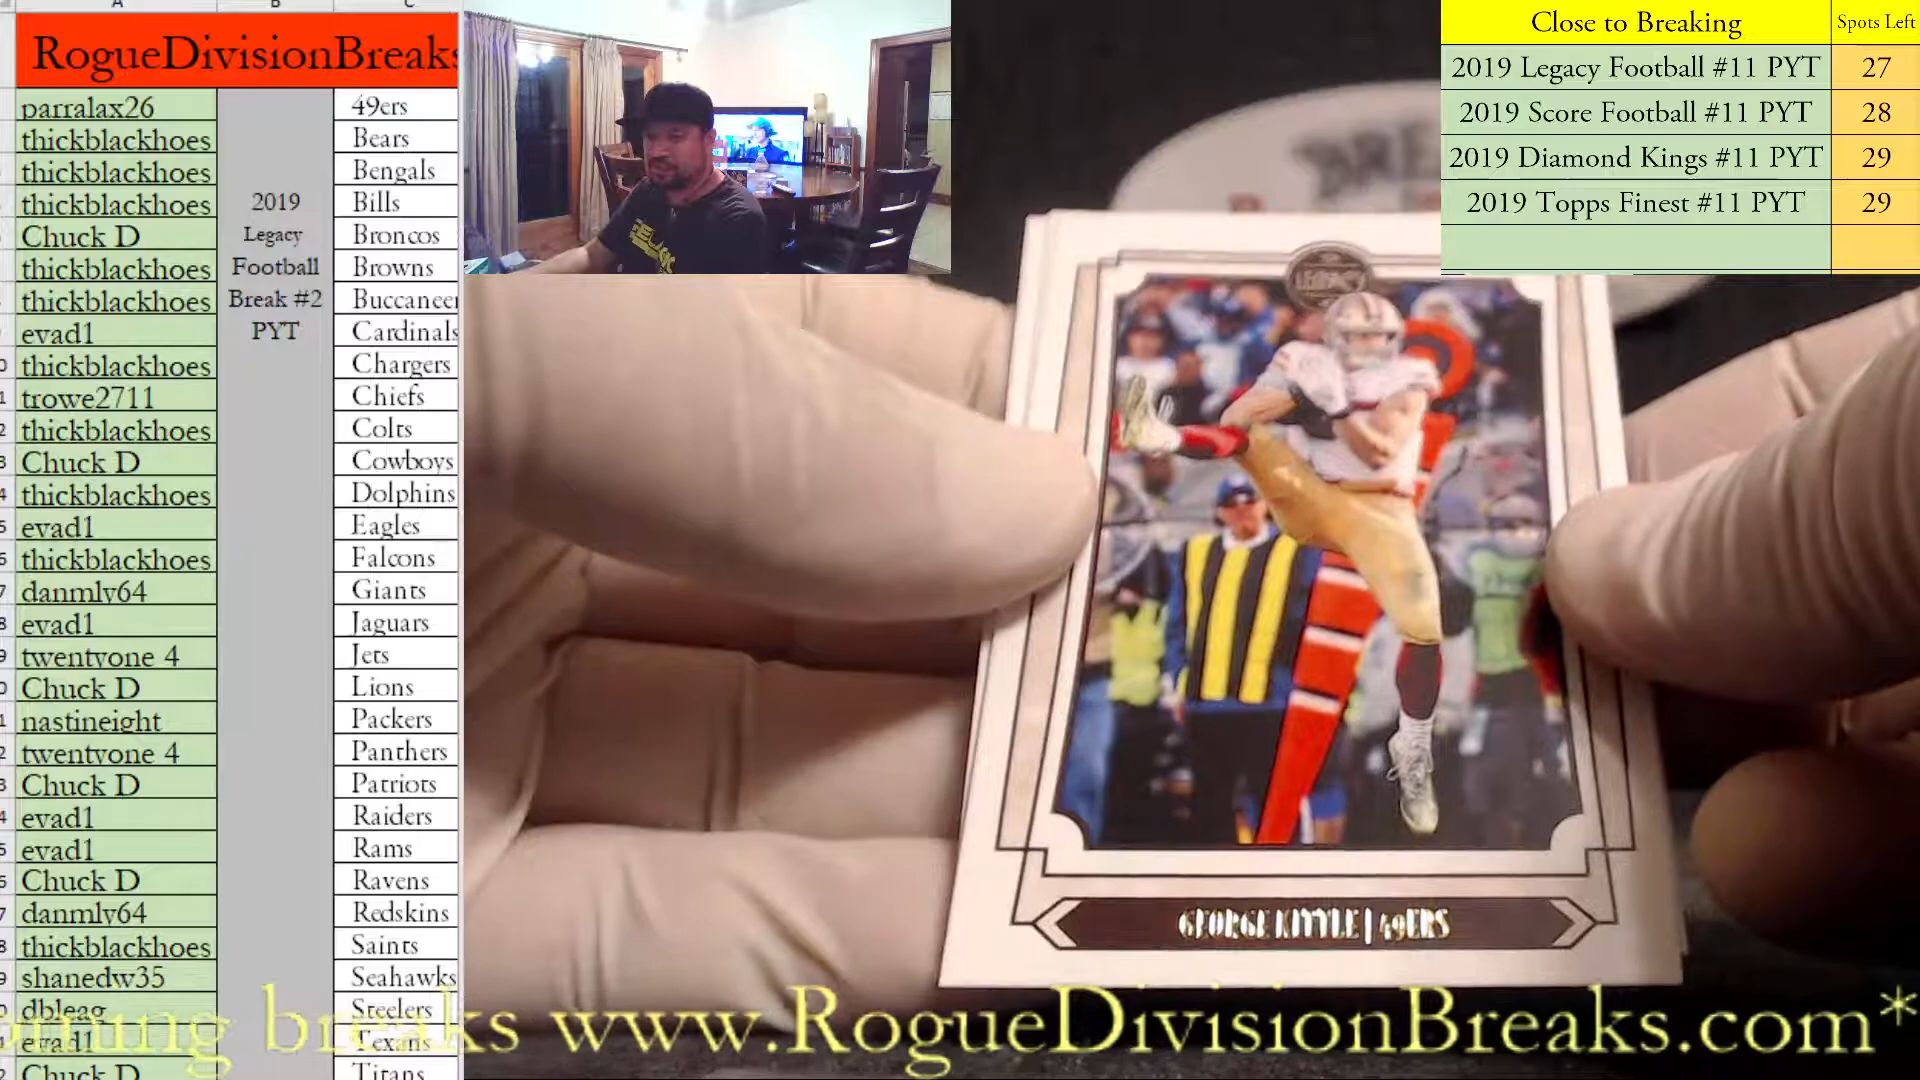 A B C
RogueDivisionBreaks
parralax26 49ers
thickblackhoes Bears
thickblackhoes Bengals
thickblackhoes 2019 Bills
Chuck D Legacy Broncos
thickblackhoes Football Browns
thickblackhoes Break #2 Buccaneer
evad1 PYT Cardinals
thickblackhoes Chargers
trowe2711 Chiefs
thickblackhoes Colts
Chuck D Cowboys
thickblackhoes Dolphins
evad1 Eagles
thickblackhoes Falcons
danmly64 Giants
evad1 Jaguars
twentyone 4 Jets
Chuck D Lions
nastineight Packers
twentyone 4 Panthers
Chuck D Patriots
evad1 Raiders
evad1 Rams
Chuck D Ravens
danmly64 Redskins
thickblackhoes Saints
shanedw35 Seahawks
dbleag Steelers
evad1 Texans
Chuck D Titans
Close to Breaking Spots Left
2019 Legacy Football #11 PYT 27
2019 Score Football #11 PYT 28
2019 Diamond Kings #11 PYT 29
2019 Topps Finest #11 PYT 29
LEGACY
GEORGE KITTLE | 49ERS
breaks www.RogueDivisionBreaks.com*